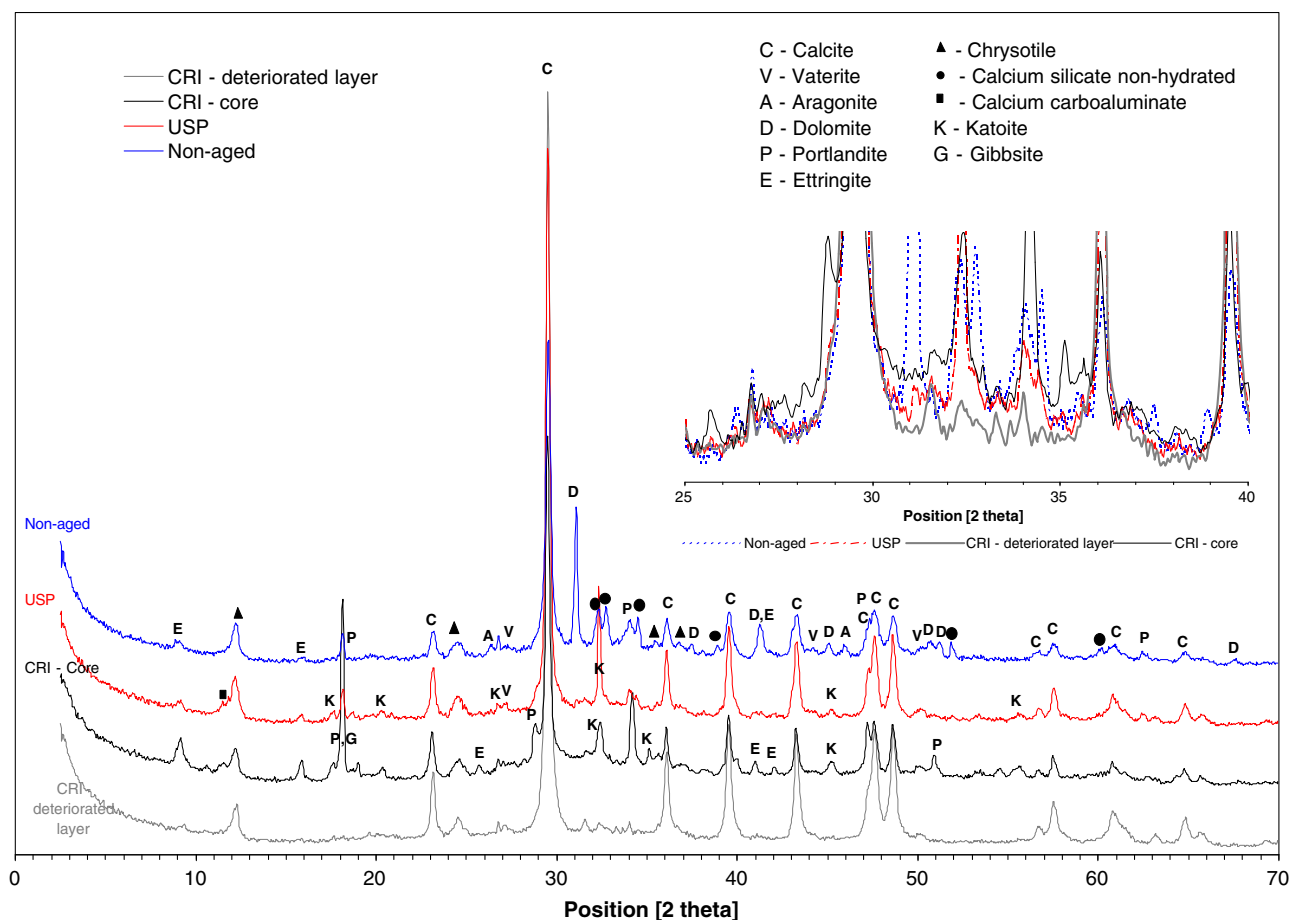 CRI - deteriorated layer
CRI - core
USP
Non-aged
C
C - Calcite
V - Vaterite
A - Aragonite
D - Dolomite
P - Portlandite
E - Ettringite
▲ - Chrysotile
● - Calcium silicate non-hydrated
■ - Calcium carboaluminate
K - Katoite
G - Gibbsite
25 30 35 40
Position [2 theta]
Non-aged USP CRI - deteriorated layer CRI - core
D
Non-aged
E E P C A V P C D C D,E C V D A P C C C V D D C C P C D
USP
K P,G K K V K K K
CRI - Core
E P K K E E K P
CRI
deteriorated
layer
0 10 20 30 40 50 60 70
Position [2 theta]